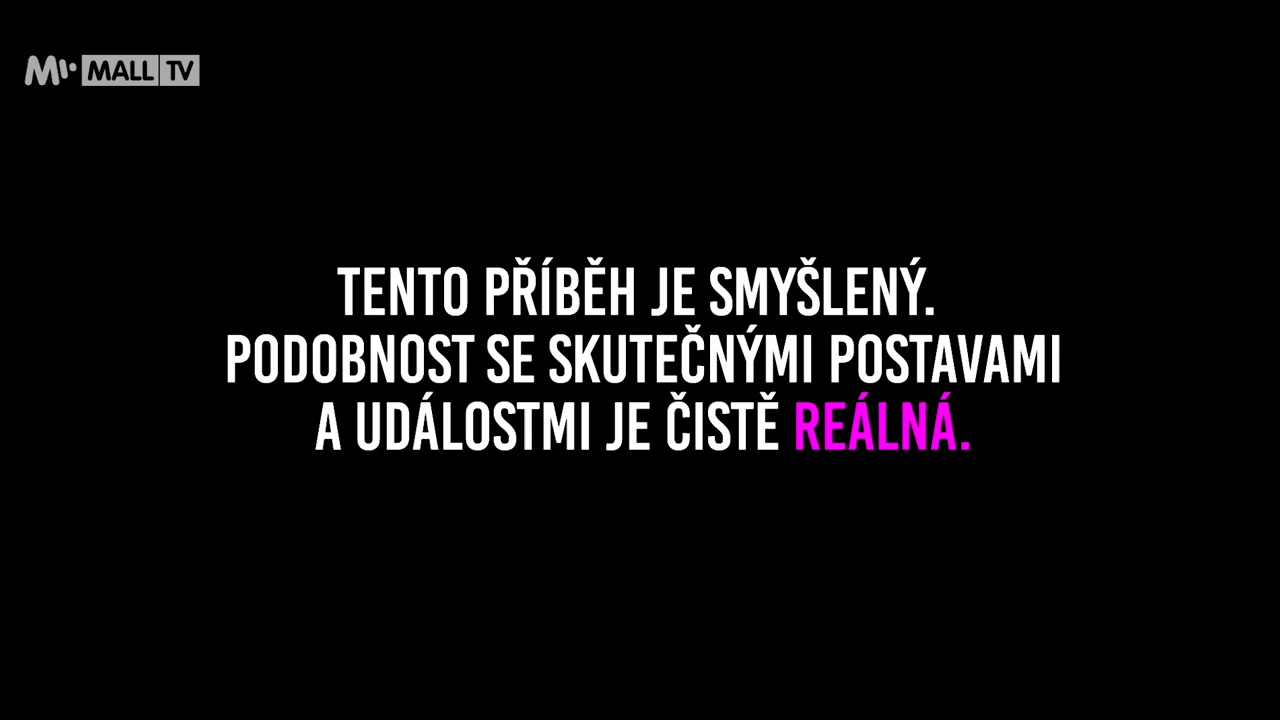 MALL TV
TENTO PŘÍBĚH JE SMYŠLENÝ.
PODOBNOST SE SKUTEČNÝMI POSTAVAMI
A UDÁLOSTMI JE ČISTĚ REÁLNÁ.